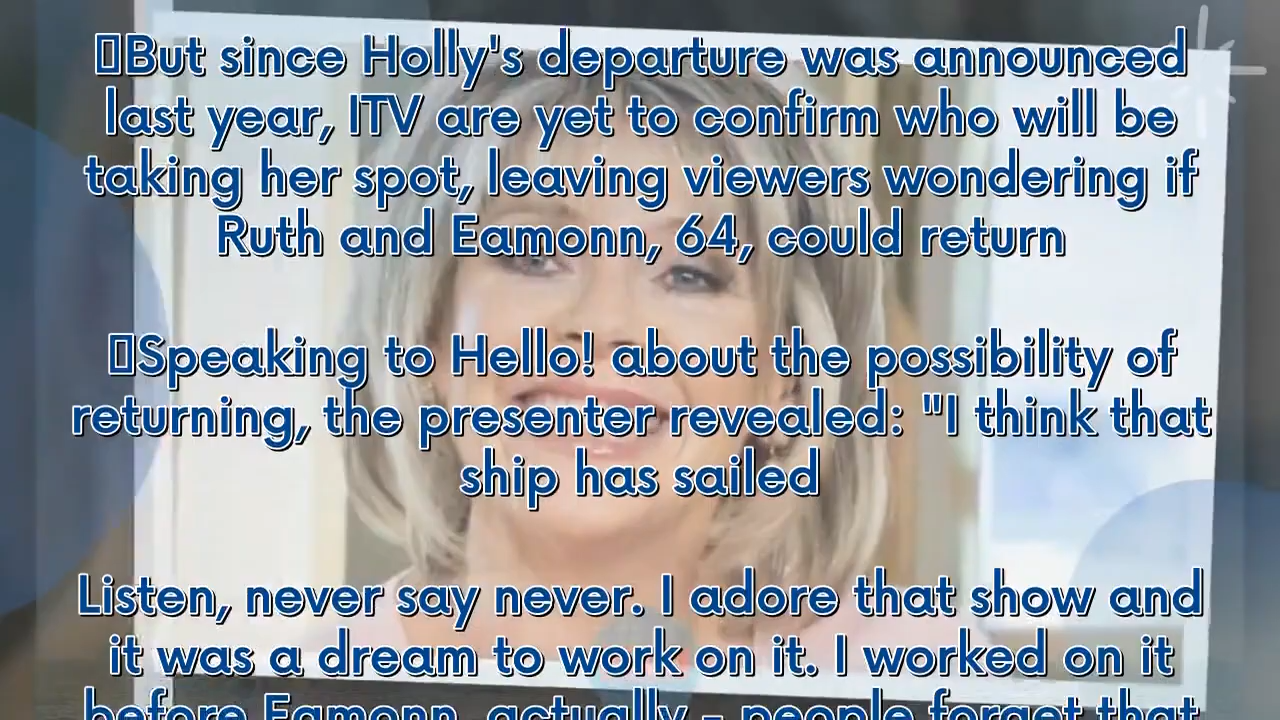 But since Holly's departure was announced
last year, ITV are yet to confirm who will be
taking her spot, leaving viewers wondering if
Ruth and Eamonn, 64, could return
Speaking to Hello! about the possibility of
returning, the presenter revealed: "I think that
ship has sailed
Listen, never say never. I adore that show and
it was a dream to work on it. I worked on it
before Eamonn, actually - people forget that